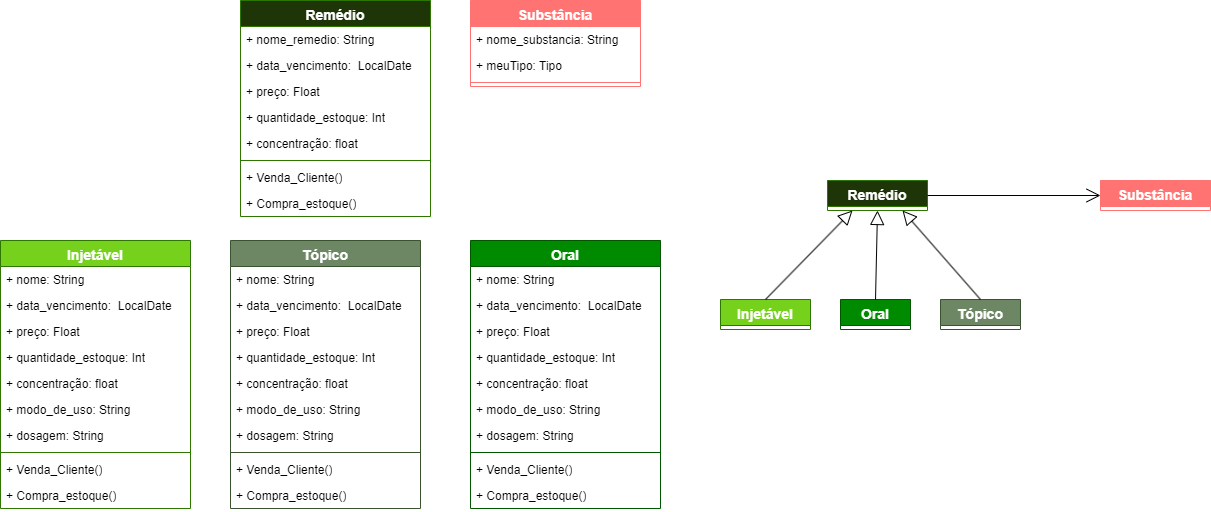 Remédio
+ nome_remedio: String
+ data_vencimento:  LocalDate
+ preço: Float
+ quantidade_estoque: Int
+ concentração: float
+ Venda_Cliente()
+ Compra_estoque()
Substância
+ nome_substancia: String
+ meuTipo: Tipo
Injetável
+ nome: String
+ data_vencimento:  LocalDate
+ preço: Float
+ quantidade_estoque: Int
+ concentração: float
+ modo_de_uso: String
+ dosagem: String
+ Venda_Cliente()
+ Compra_estoque()
Tópico
+ nome: String
+ data_vencimento:  LocalDate
+ preço: Float
+ quantidade_estoque: Int
+ concentração: float
+ modo_de_uso: String
+ dosagem: String
+ Venda_Cliente()
+ Compra_estoque()
Oral
+ nome: String
+ data_vencimento:  LocalDate
+ preço: Float
+ quantidade_estoque: Int
+ concentração: float
+ modo_de_uso: String
+ dosagem: String
+ Venda_Cliente()
+ Compra_estoque()
Remédio
Substância
Injetável
Oral
Tópico